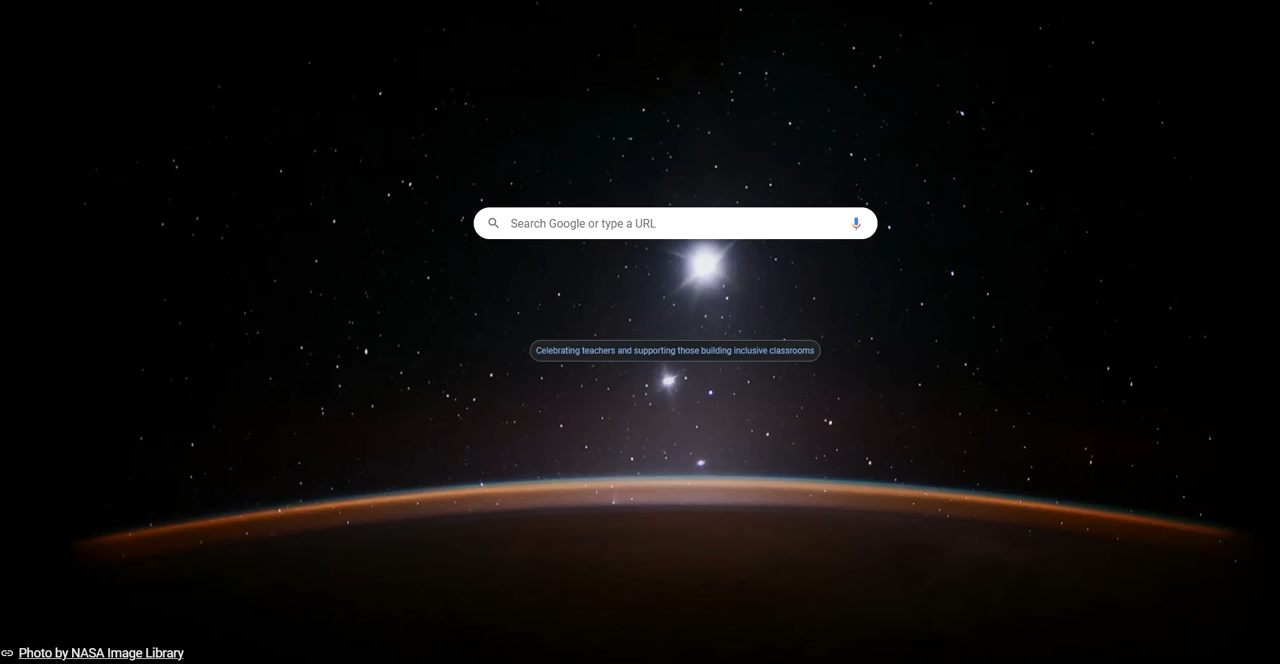 Search Google or type a URL
Celebrating teachers and supporting those building inclusive classrooms
Photo by NASA Image Library